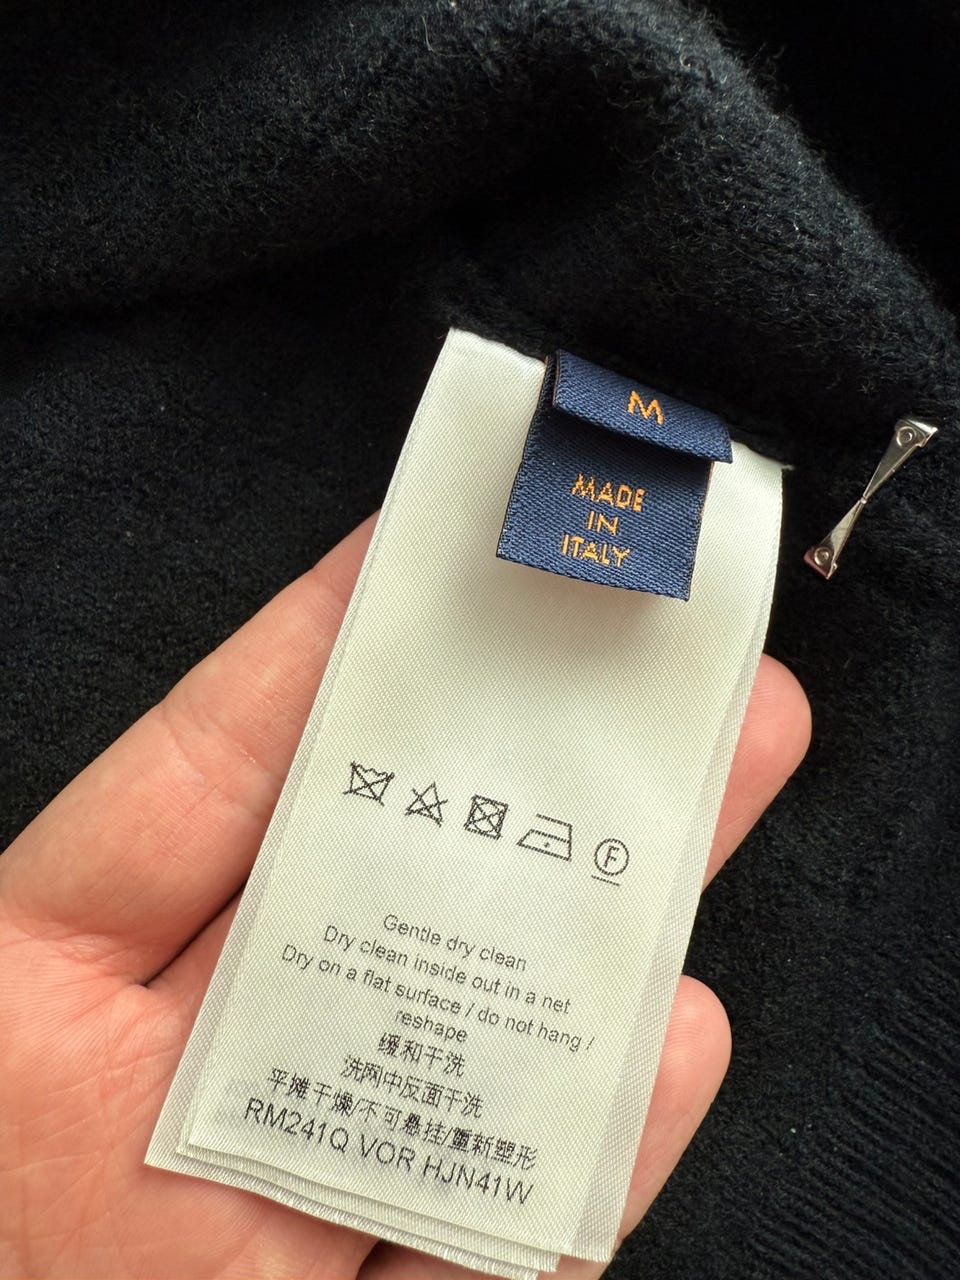 M
MADE
IN
ITALY
F
Gentle dry clean
Dry clean inside out in a net
Dry on a flat surface / do not hang /
reshape
缓和干洗
洗网中反面干洗
平摊干燥/不可悬挂/重新塑形
RM241Q VOR HJN41W